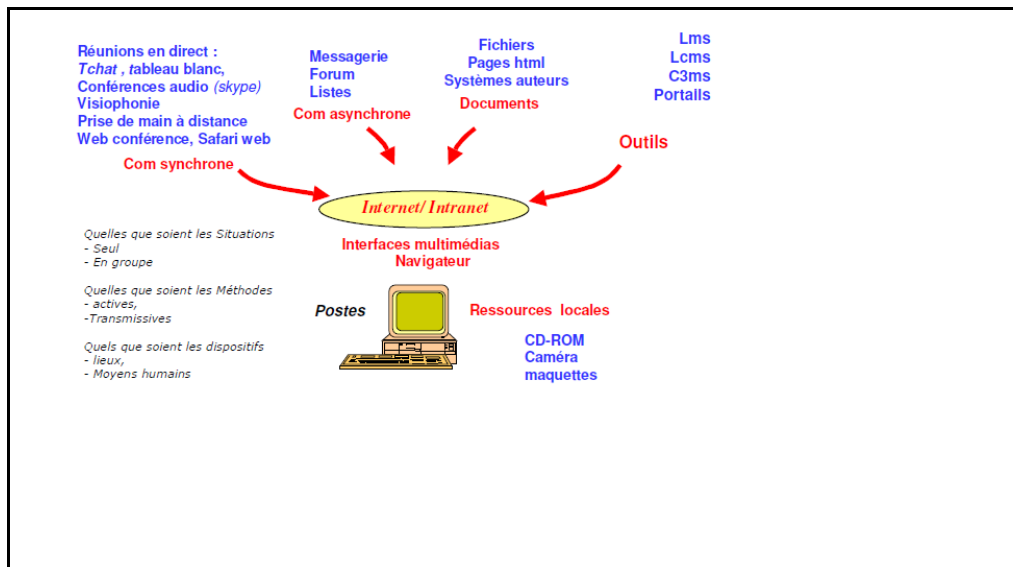 Réunions en direct :
Tchat , tableau blanc,
Conférences audio (skype)
Visiophonie
Prise de main à distance
Web conférence, Safari web
Com synchrone
Messagerie
Forum
Listes
Com asynchrone
Fichiers
Pages html
Systèmes auteurs
Documents
Lms
Lcms
C3ms
Portails
Outils
Internet/ Intranet
Interfaces multimédias
Navigateur
Quelles que soient les Situations
- Seul
- En groupe
Quelles que soient les Méthodes
- actives,
-Transmissives
Quels que soient les dispositifs
- lieux,
- Moyens humains
Postes
Ressources locales
CD-ROM
Caméra
maquettes